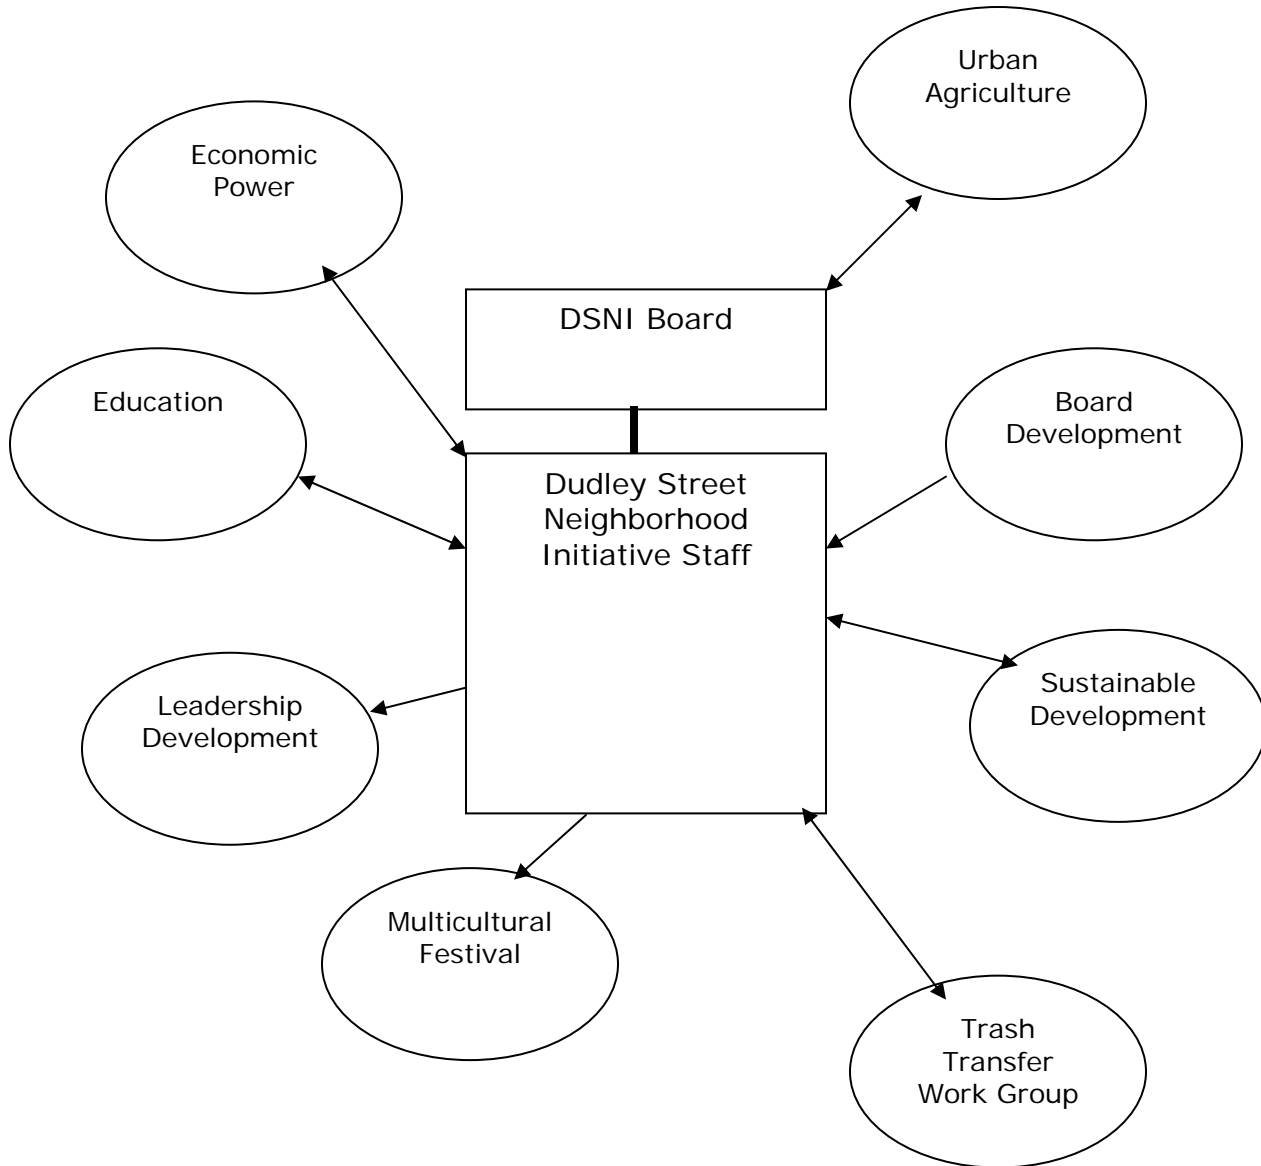 Urban
Agriculture
Economic
Power
DSNI Board
Education
Board
Development
Dudley Street
Neighborhood
Initiative Staff
Leadership
Development
Sustainable
Development
Multicultural
Festival
Trash
Transfer
Work Group